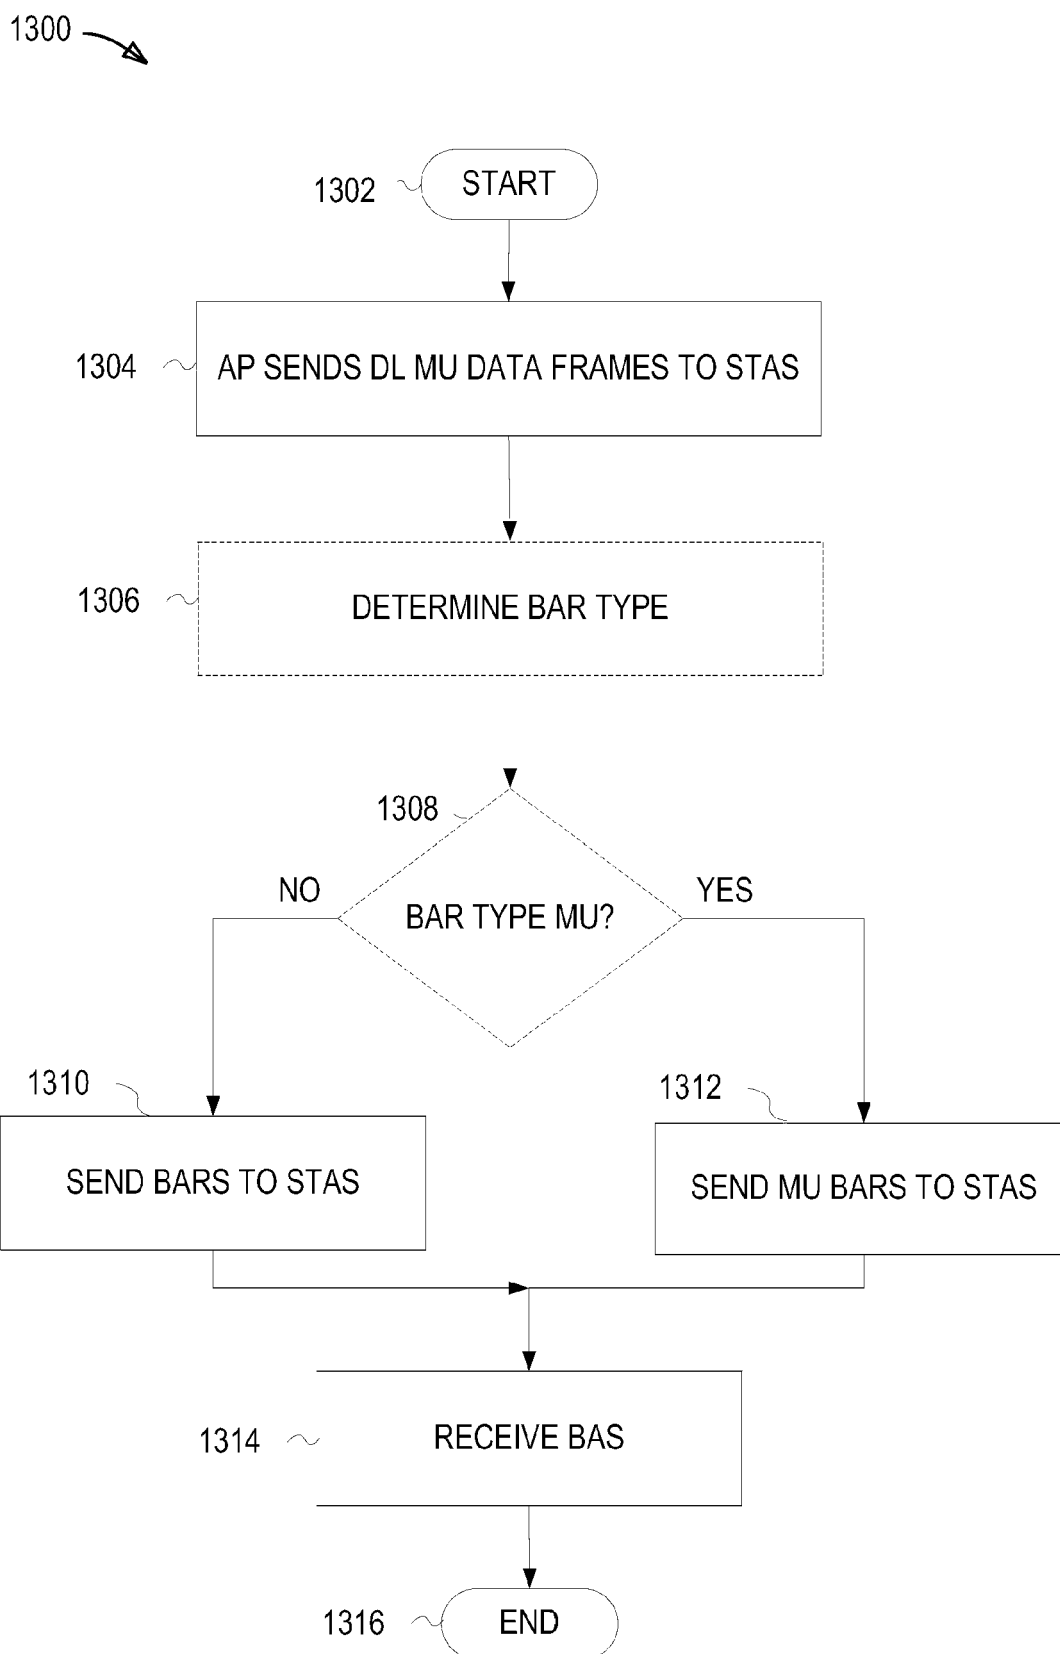 1300
1302
START
1304
AP SENDS DL MU DATA FRAMES TO STAS
1306
DETERMINE BAR TYPE
1308
NO
YES
BAR TYPE MU?
1310
1312
SEND BARS TO STAS
SEND MU BARS TO STAS
1314
RECEIVE BAS
1316
END